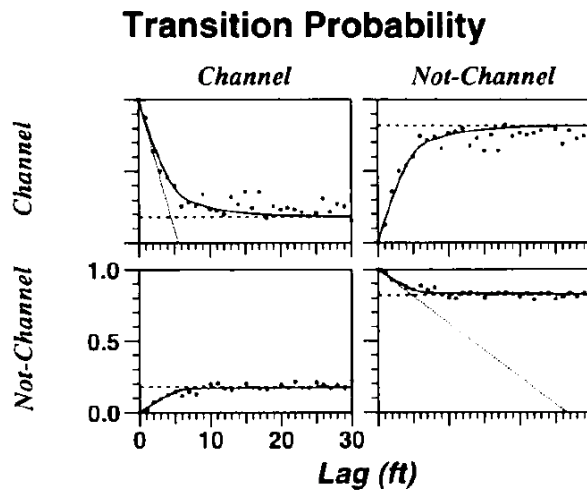 Transition Probability
Channel Not-Channel
Channel
Not-Channel
1.0
0.5
0.0
0 10 20 30
Lag (ft)